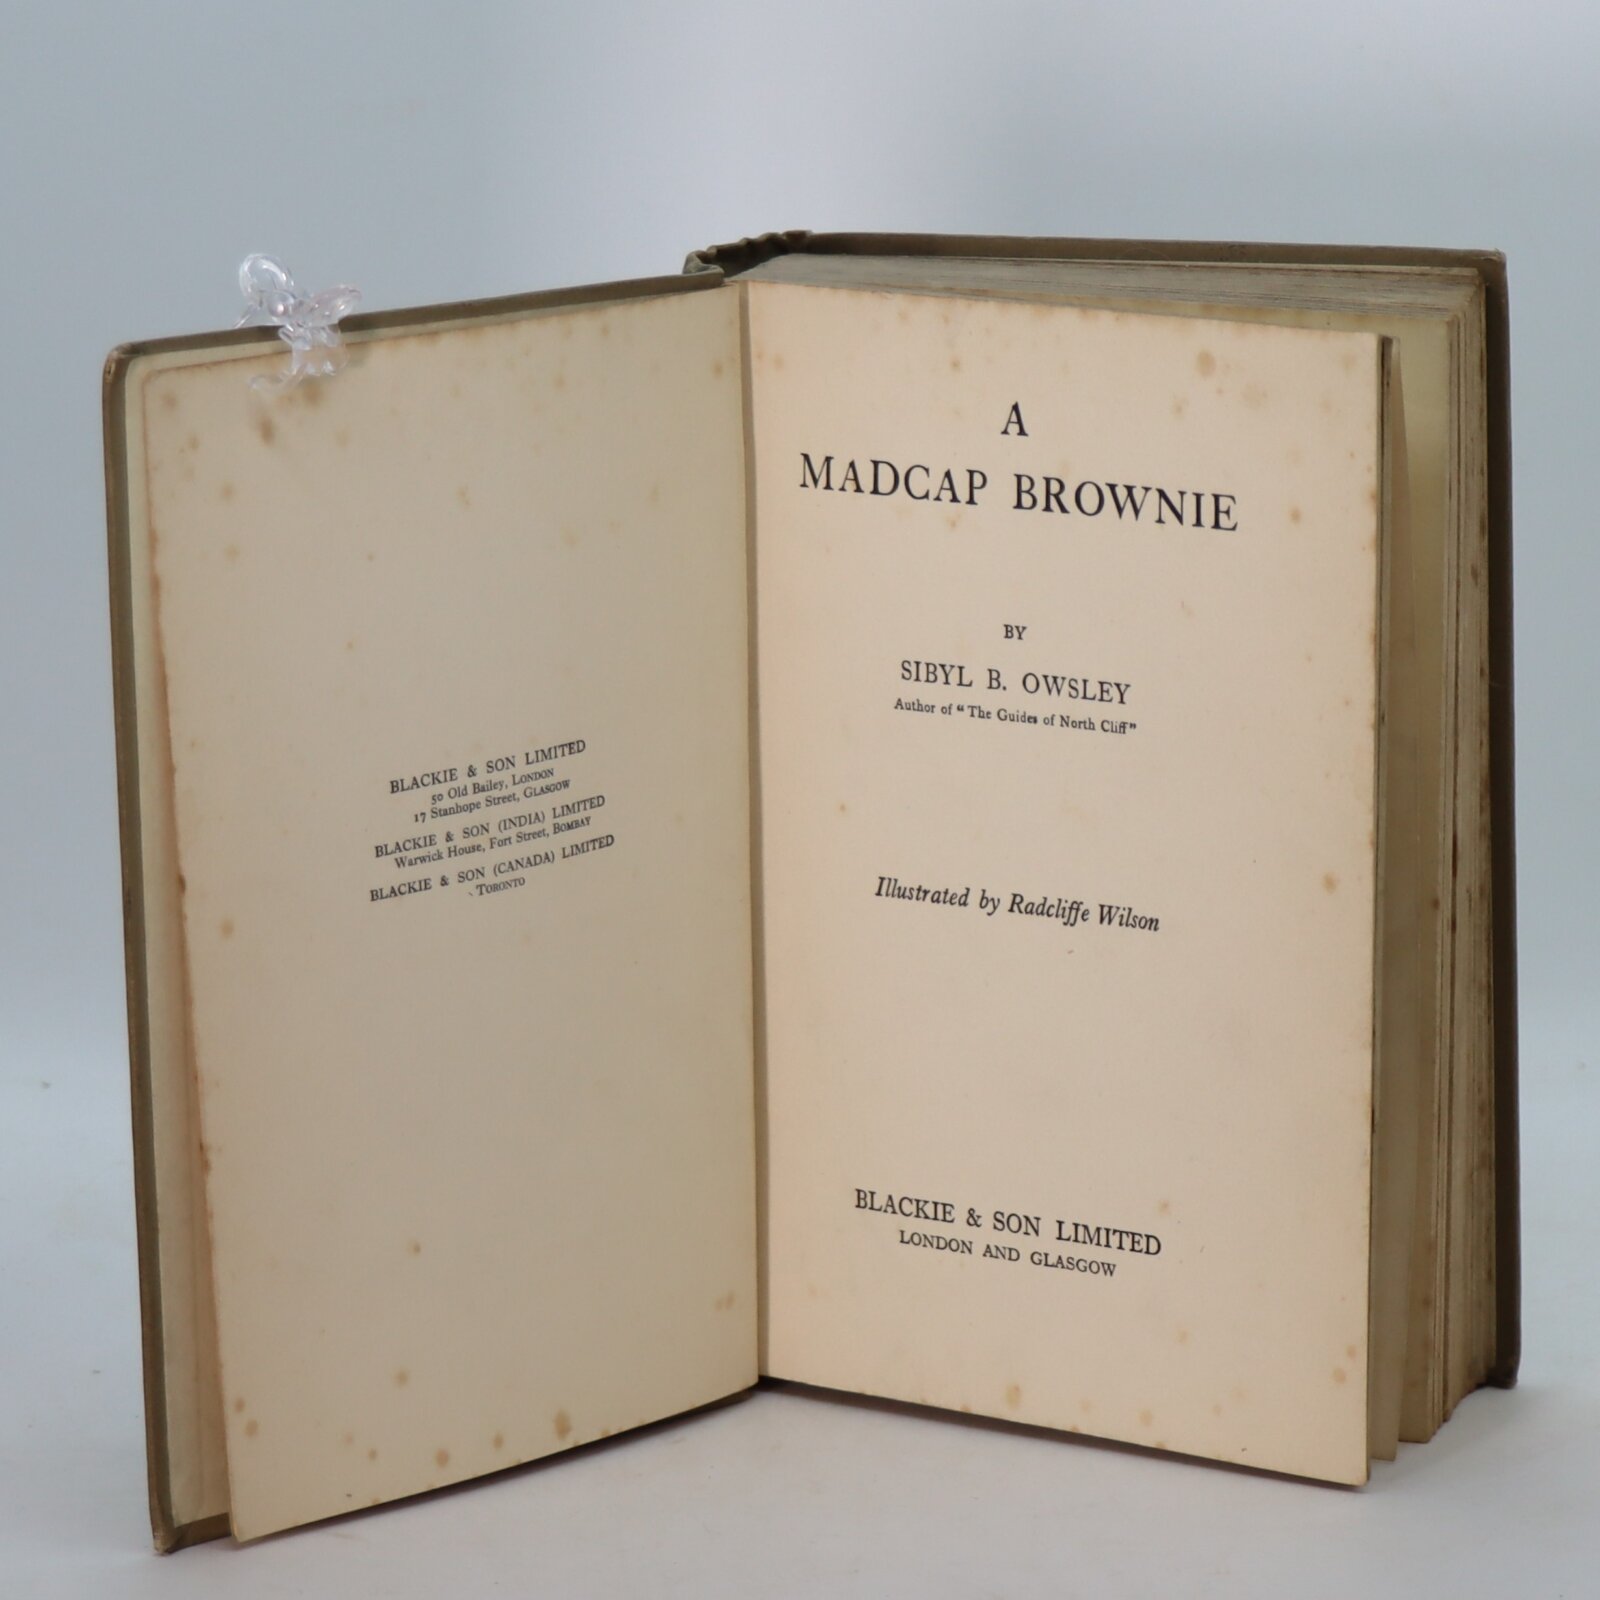 BLACKIE & SON LIMITED
50 Old Bailey, LONDON
17 Stanhope Street, GLASGOW
BLACKIE & SON (INDIA) LIMITED
Warwick House, Fort Street, BOMBAY
BLACKIE & SON (CANADA) LIMITED
TORONTO
A
MADCAP BROWNIE
BY
SIBYL B. OWSLEY
Author of "The Guides of North Cliff"
Illustrated by Radcliffe Wilson
BLACKIE & SON LIMITED
LONDON AND GLASGOW